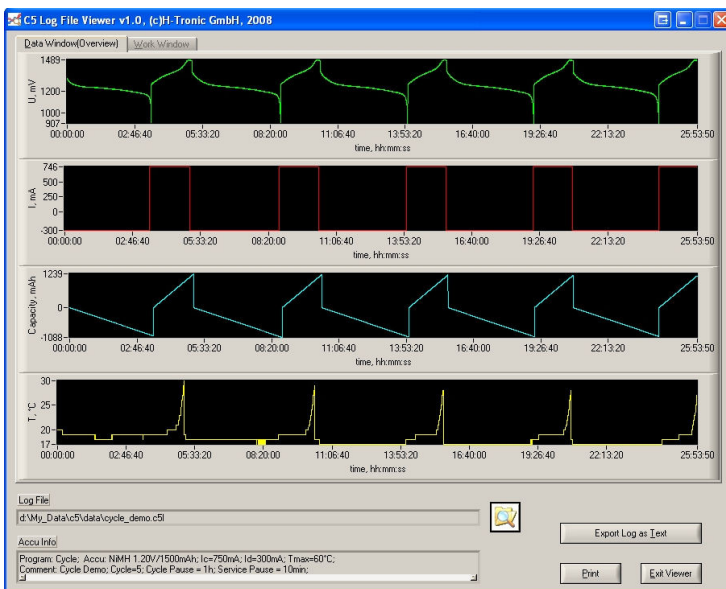 C5 Log File Viewer v1.0, (c)H-Tronic GmbH, 2008
Data Window(Overview) Work Window
1489
1200
1000
907
U, mV
00:00:00 02:46:40 05:33:20 08:20:00 11:06:40 13:53:20 16:40:00 19:26:40 22:13:20 25:53:50
time, hh:mm:ss
746
500
250
0
-300
I, mA
00:00:00 02:46:40 05:33:20 08:20:00 11:06:40 13:53:20 16:40:00 19:26:40 22:13:20 25:53:50
time, hh:mm:ss
1239
0
-1088
Capacity, mAh
00:00:00 02:46:40 05:33:20 08:20:00 11:06:40 13:53:20 16:40:00 19:26:40 22:13:20 25:53:50
time, hh:mm:ss
30
25
20
17
T, °C
00:00:00 02:46:40 05:33:20 08:20:00 11:06:40 13:53:20 16:40:00 19:26:40 22:13:20 25:53:50
time, hh:mm:ss
Log File
d:\My_Data\c5\data\cycle_demo.c5l
Export Log as Text
Accu Info
Program: Cycle; Accu: NiMH 1.20V/1500mAh; Ic=750mA; Id=300mA; Tmax=60°C;
Comment: Cycle Demo; Cycle=5; Cycle Pause = 1h; Service Pause = 10min;
Print Exit Viewer